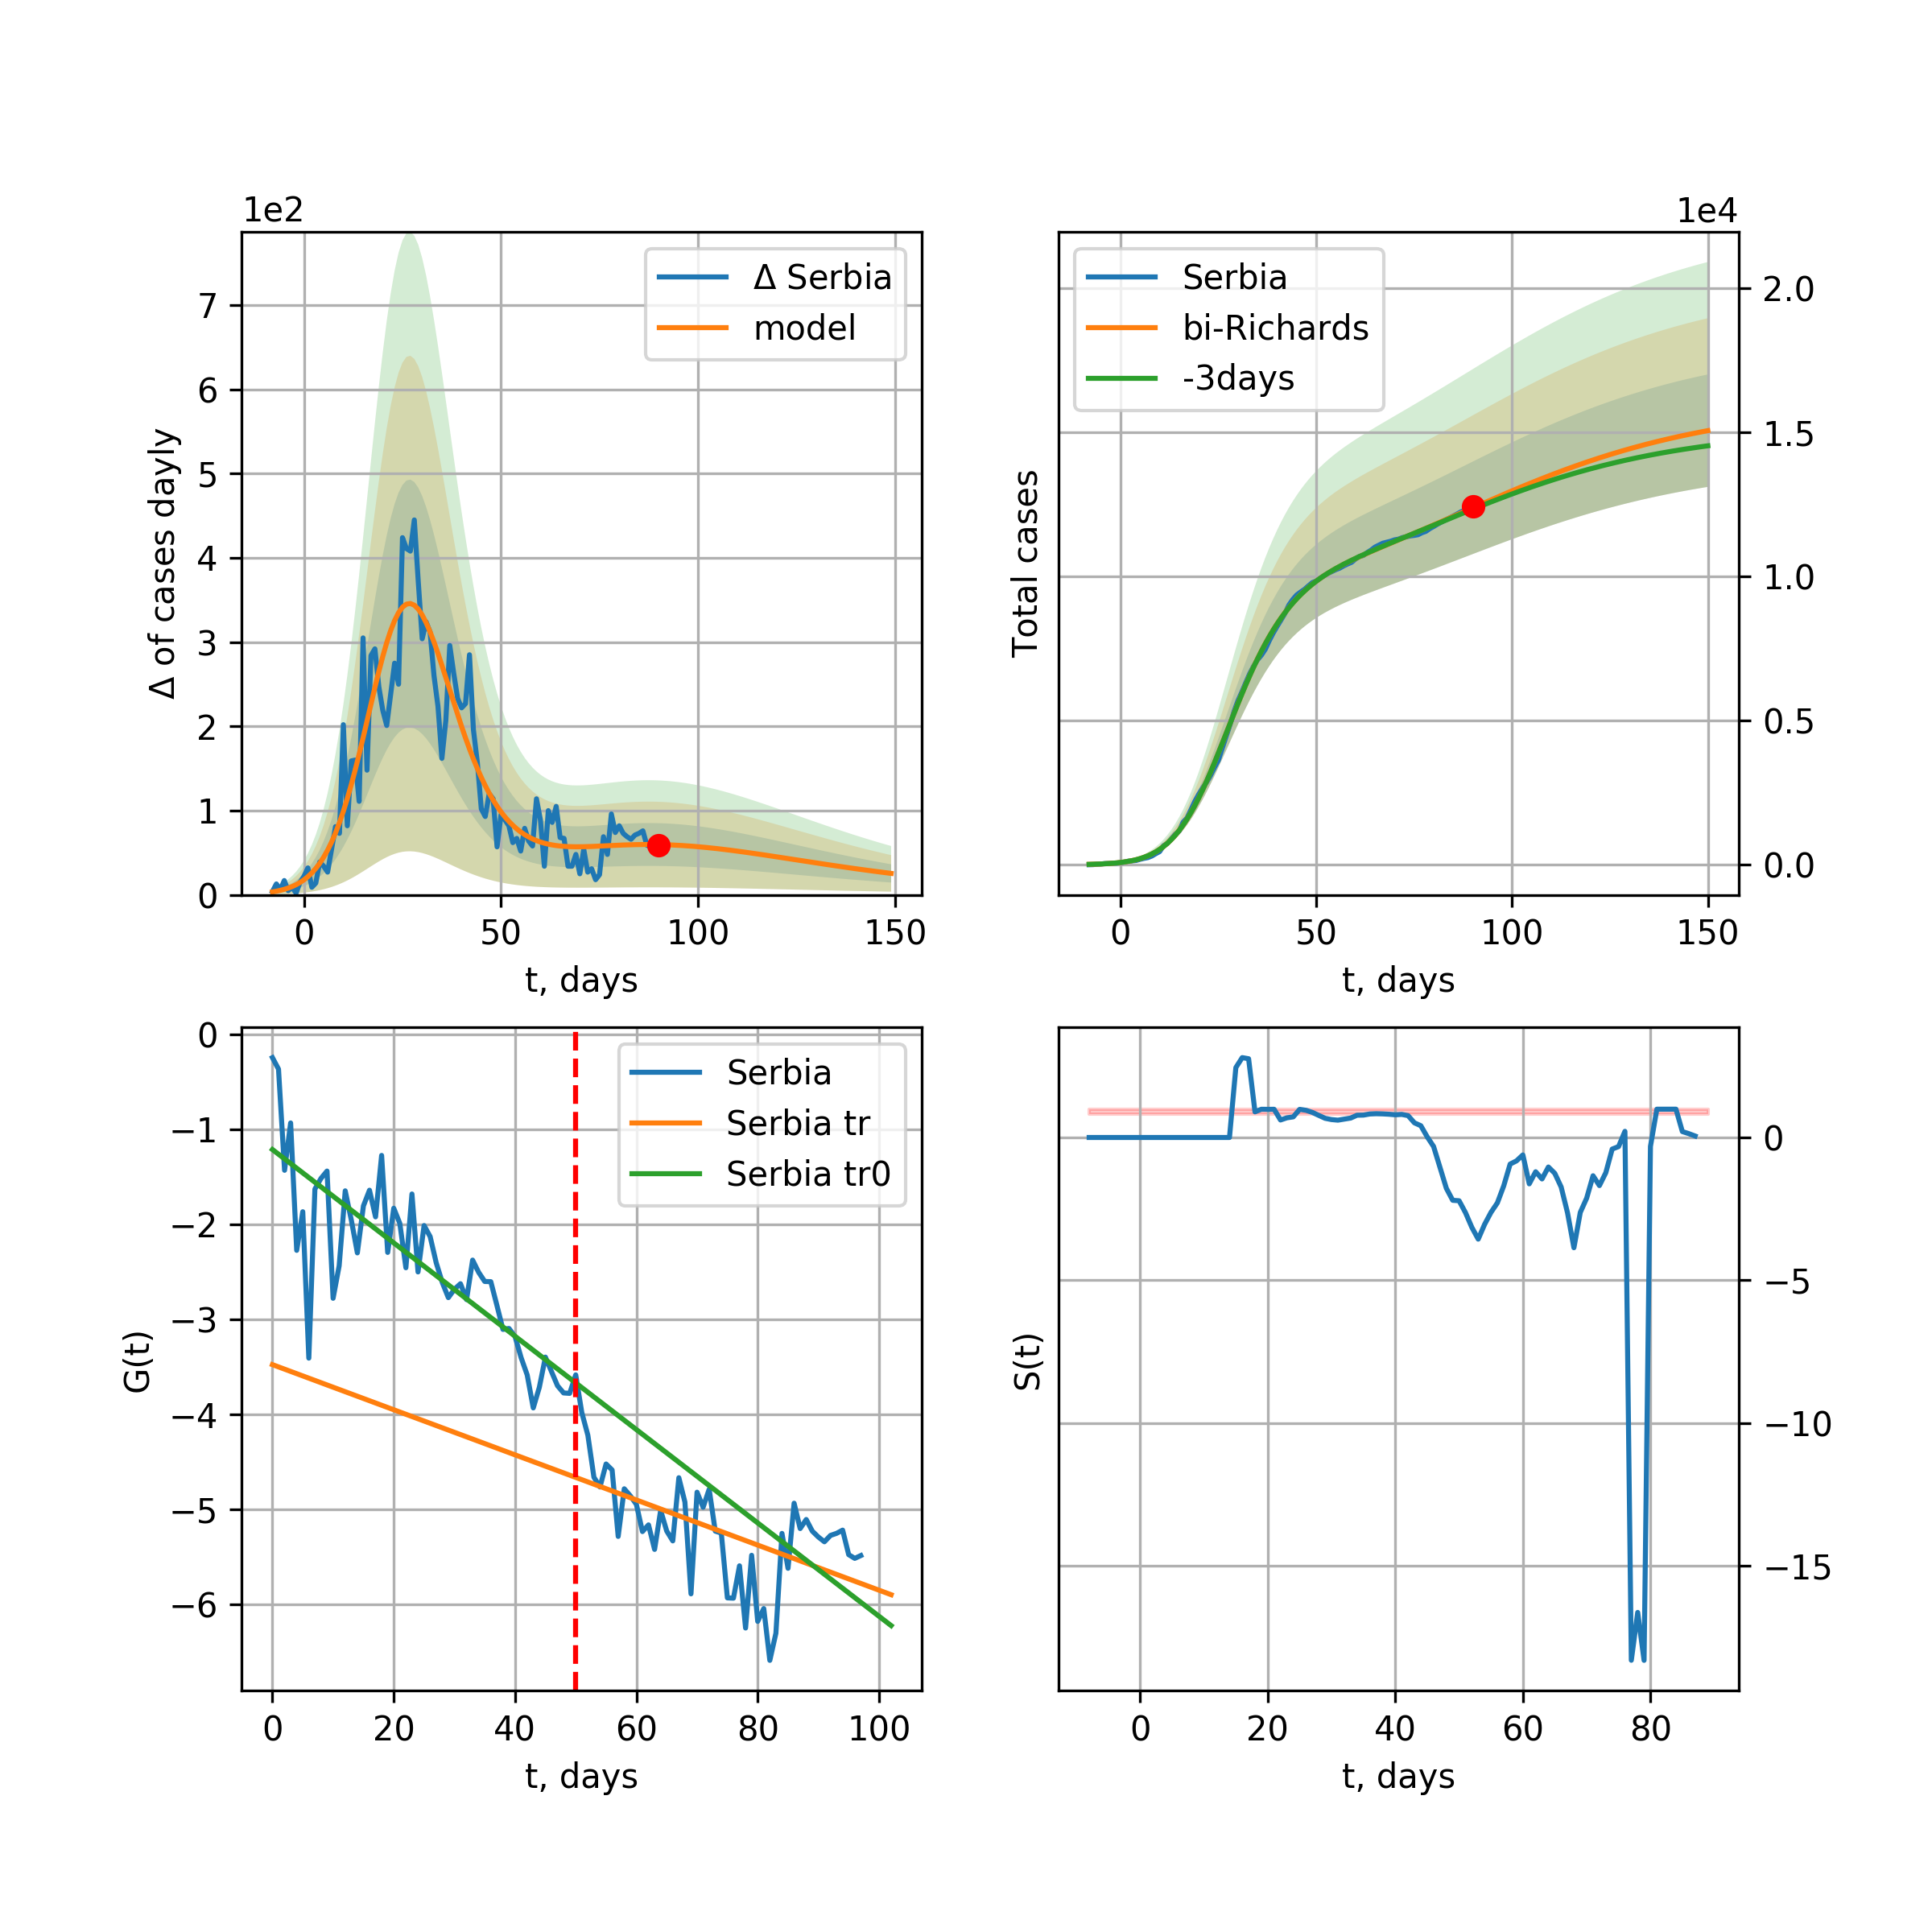 1e2
Δ of cases dayly
7
6
5
4
3
2
1
0
0 50 100 150
t, days
Δ Serbia
model
1e4
Total cases
2.0
1.5
1.0
0.5
0.0
0 50 100 150
t, days
Serbia
bi-Richards
-3days
G(t)
0
−1
−2
−3
−4
−5
−6
0 20 40 60 80 100
t, days
Serbia
Serbia tr
Serbia tr0
S(t)
0
−5
−10
−15
0 20 40 60 80
t, days